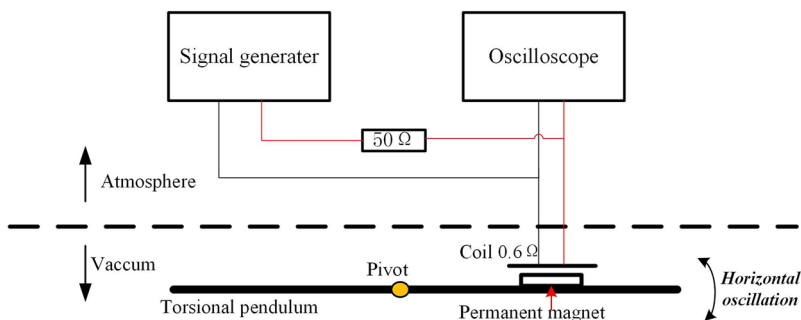 Signal generater
Oscilloscope
50 Ω
Atmosphere
Coil 0.6 Ω
Vaccum
Pivot
Horizontal
oscillation
Torsional pendulum
Permanent magnet